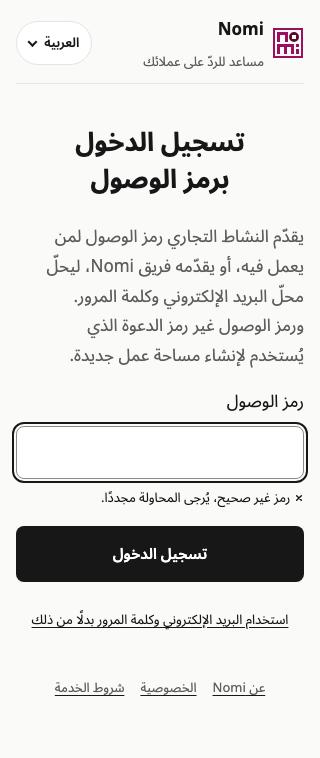 Nomi
مساعد للردّ على عملائك
العربية
تسجيل الدخول
برمز الوصول
يقدّم النشاط التجاري رمز الوصول لمن
يعمل فيه، أو يقدّمه فريق Nomi، ليحلّ
محلّ البريد الإلكتروني وكلمة المرور.
ورمز الوصول غير رمز الدعوة الذي
يُستخدم لإنشاء مساحة عمل جديدة.
رمز الوصول
× رمز غير صحيح، يُرجى المحاولة مجددًا.
تسجيل الدخول
استخدام البريد الإلكتروني وكلمة المرور بدلًا من ذلك
عن Nomi
الخصوصية
شروط الخدمة